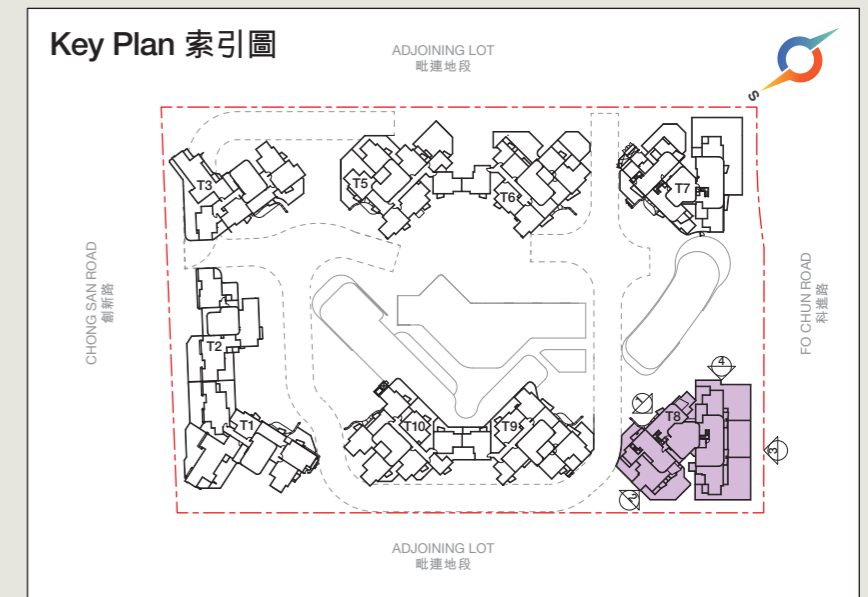 Key Plan 索引圖
ADJOINING LOT
毗連地段
S
T3
T5
T6
T7
CHONG SAN ROAD
創新路
FO CHUN ROAD
科進路
T2
T1
T10
T9
T8
4
1
3
2
ADJOINING LOT
毗連地段